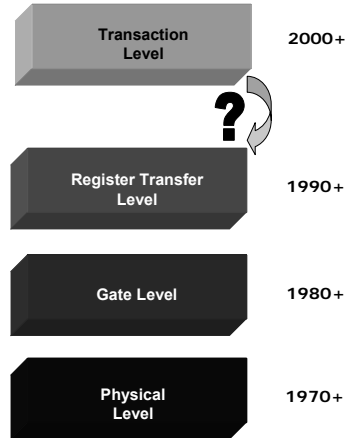 Transaction
Level
2000+
?
Register Transfer
Level
1990+
Gate Level
1980+
Physical
Level
1970+